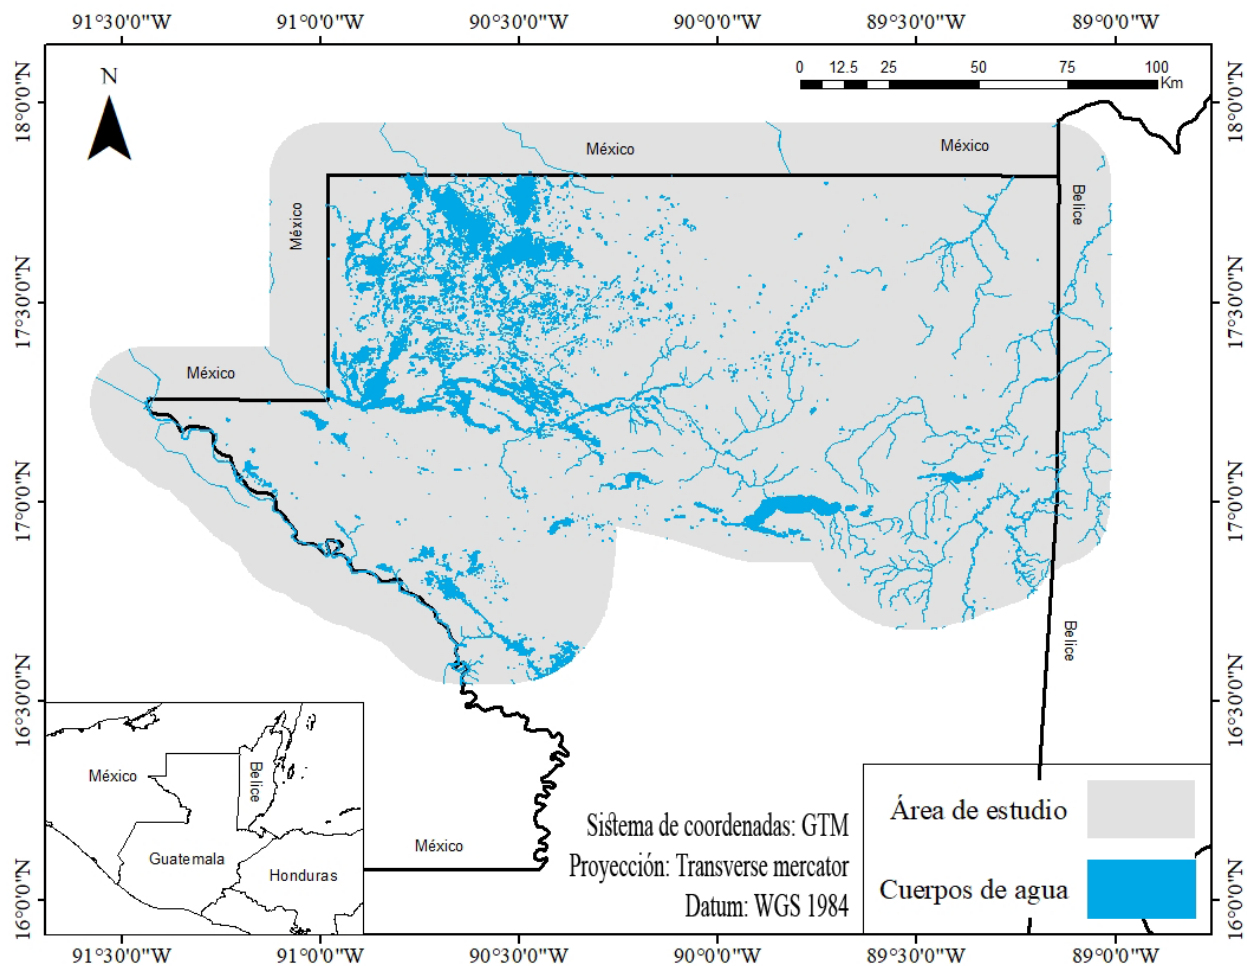 91°30'0"W 91°0'0"W 90°30'0"W 90°0'0"W 89°30'0"W 89°0'0"W
N
0 12.5 25 50 75 100
Km
18°0'0"N
18°0'0"N
México
México
México
Belice
17°30'0"N
17°30'0"N
México
17°0'0"N
17°0'0"N
Belice
16°30'0"N
16°30'0"N
México
Belice
Guatemala
Honduras
México
Sistema de coordenadas: GTM
Proyección: Transverse mercator
Datum: WGS 1984
Área de estudio
Cuerpos de agua
16°0'0"N
16°0'0"N
91°30'0"W 91°0'0"W 90°30'0"W 90°0'0"W 89°30'0"W 89°0'0"W